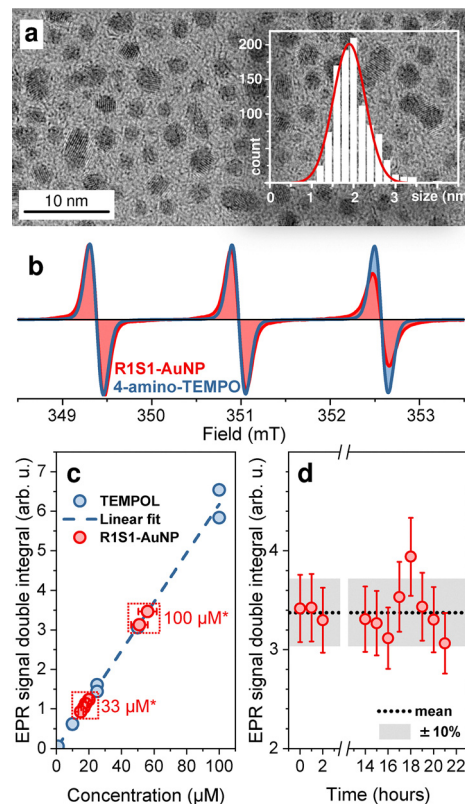 a
200
150
100
50
count
0 1 2 3 size (nm
10 nm
b
R1S1-AuNP
4-amino-TEMPO
349 350 351 352 353
Field (mT)
c
EPR signal double integral (arb. u.)
7
6
5
4
3
2
1
0
TEMPOL
Linear fit
R1S1-AuNP
100 µM*
33 µM*
0 20 40 60 80 100
Concentration (µM)
d
EPR signal double integral (arb. u.)
5
4
3
2
mean
± 10%
0 2 14 16 18 20 22
Time (hours)